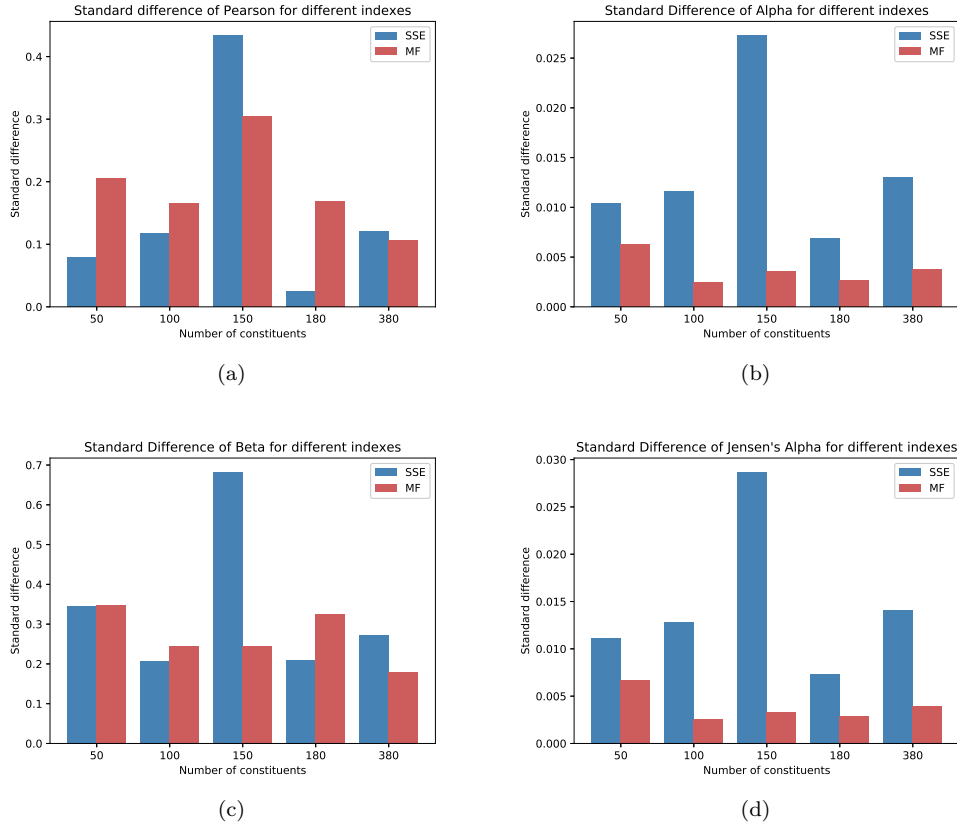 Standard difference of Pearson for different indexes
SSE
MF
0.4
0.3
0.2
0.1
0.0
Standard difference
50 100 150 180 380
Number of constituents
(a)
Standard Difference of Alpha for different indexes
SSE
MF
0.025
0.020
0.015
0.010
0.005
0.000
Standard difference
50 100 150 180 380
Number of constituents
(b)
Standard Difference of Beta for different indexes
SSE
MF
0.7
0.6
0.5
0.4
0.3
0.2
0.1
0.0
Standard difference
50 100 150 180 380
Number of constituents
(c)
Standard Difference of Jensen's Alpha for different indexes
SSE
MF
0.030
0.025
0.020
0.015
0.010
0.005
0.000
Standard difference
50 100 150 180 380
Number of constituents
(d)